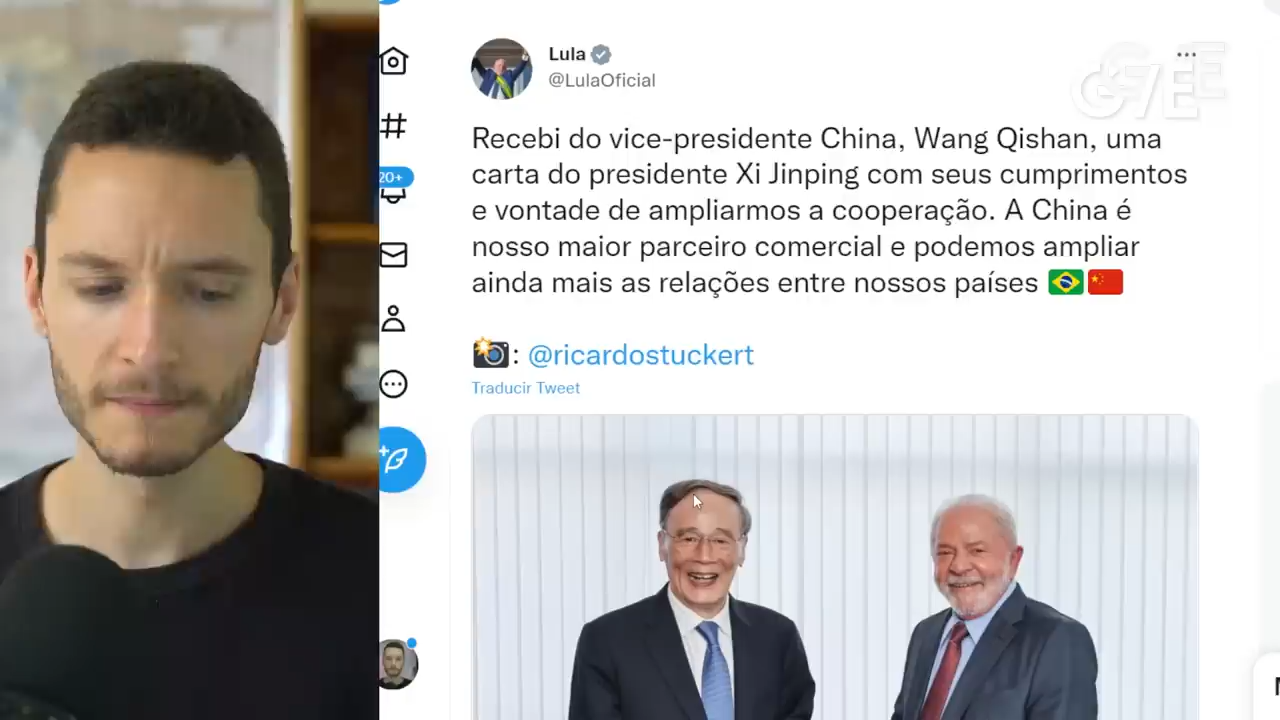 Lula
@LulaOficial
Recebi do vice-presidente China, Wang Qishan, uma
carta do presidente Xi Jinping com seus cumprimentos
e vontade de ampliarmos a cooperação. A China é
nosso maior parceiro comercial e podemos ampliar
ainda mais as relações entre nossos países
: @ricardostuckert
Traducir Tweet
20+